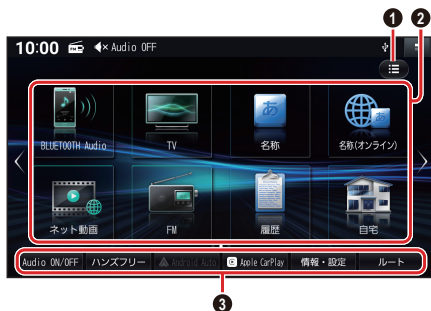 1 2
10:00 Audio OFF
あ あ
BLUETOOTH Audio TV 名称 名称(オンライン)
ネット動画 FM 履歴 自宅
Audio ON/OFF ハンズフリー Android Auto Apple CarPlay 情報・設定 ルート
3